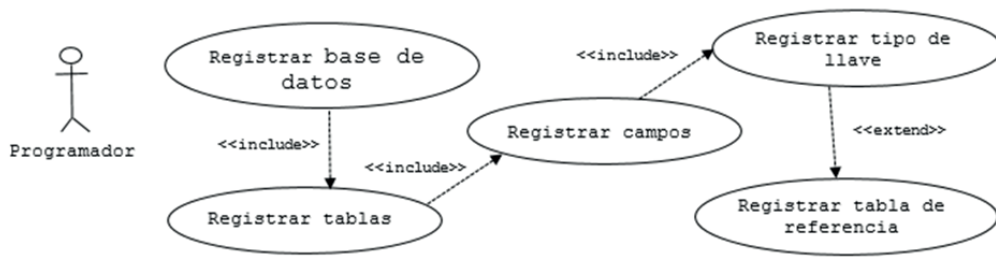 Registrar base de
datos
<<include>>
Registrar tipo de
llave
Programador
<<include>>
<<include>>
Registrar campos
<<extend>>
Registrar tablas
Registrar tabla de
referencia